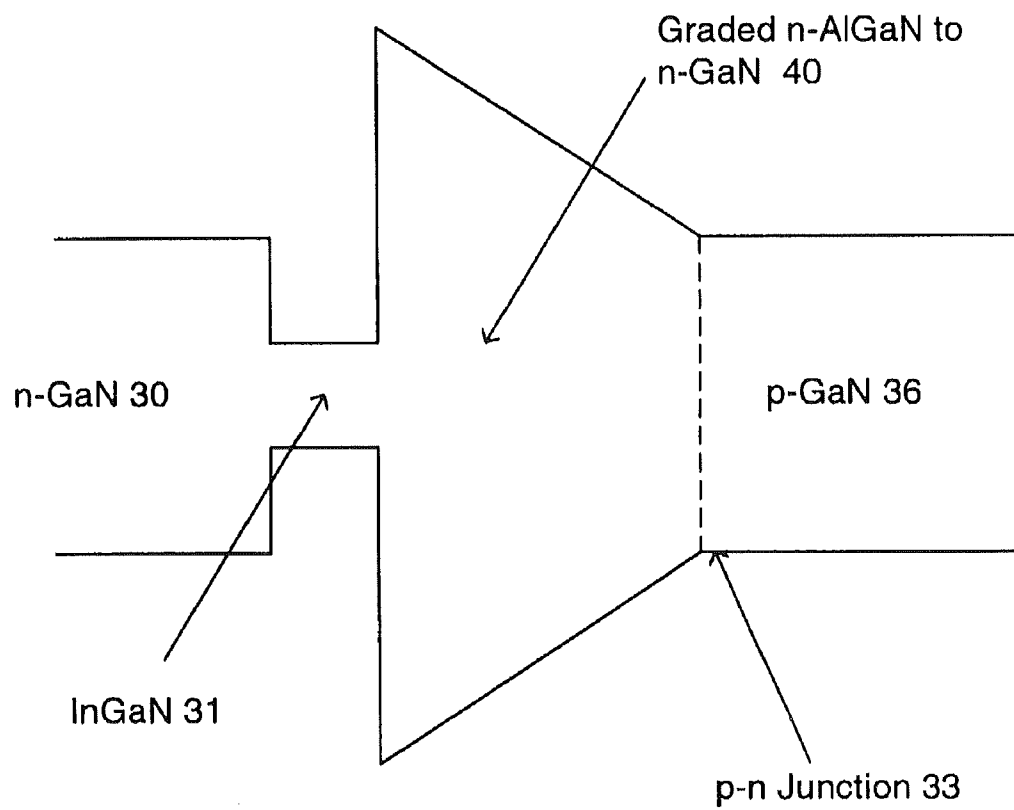 Graded n-AlGaN to
n-GaN 40
n-GaN 30
p-GaN 36
InGaN 31
p-n Junction 33